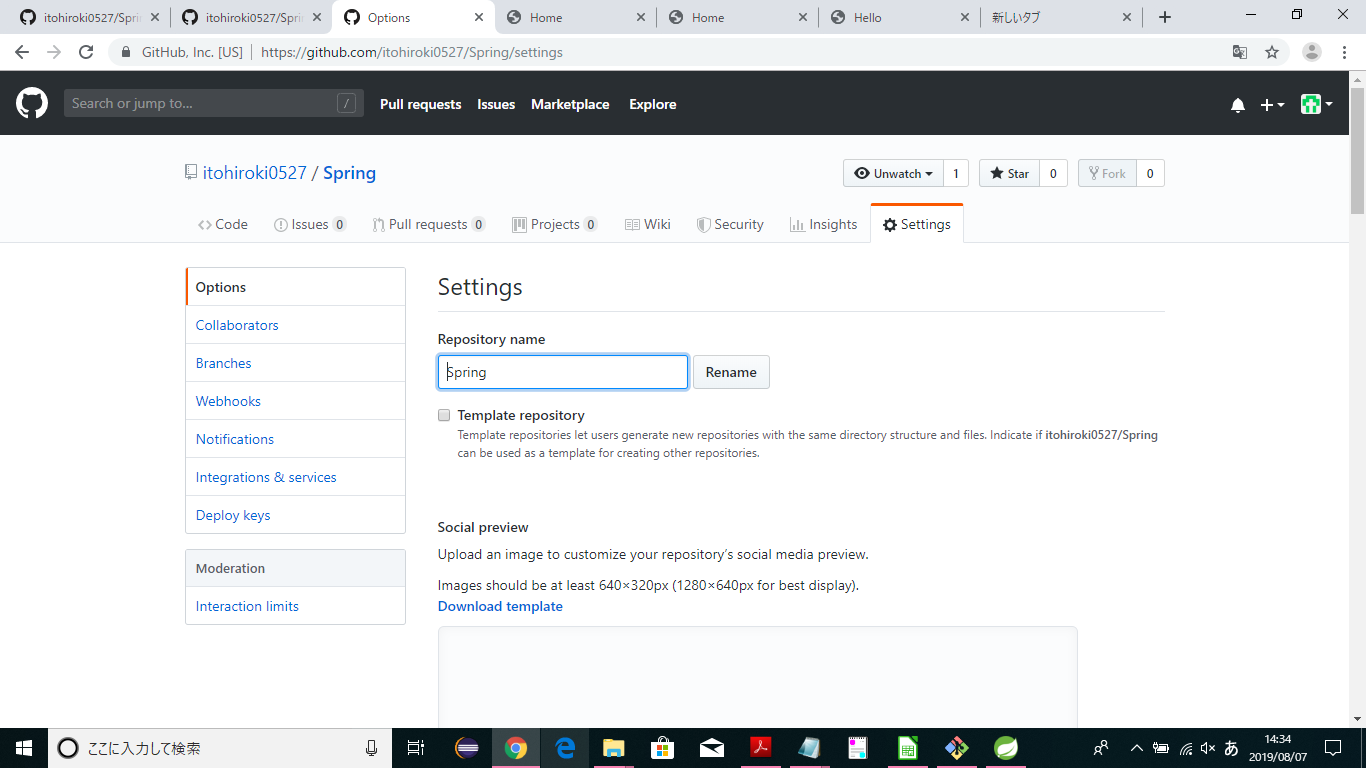 itohiroki0527/Spri
itohiroki0527/Spri
Options
Home
Home
Hello
新しいタブ
GitHub, Inc. [US]
https://github.com/itohiroki0527/Spring/settings
Search or jump to...
/
Pull requests
Issues
Marketplace
Explore
itohiroki0527 / Spring
Unwatch
1
Star
0
Fork
0
Code
Issues 0
Pull requests 0
Projects 0
Wiki
Security
Insights
Settings
Options
Collaborators
Branches
Webhooks
Notifications
Integrations & services
Deploy keys
Moderation
Interaction limits
Settings
Repository name
Spring
Rename
Template repository
Template repositories let users generate new repositories with the same directory structure and files. Indicate if itohiroki0527/Spring
can be used as a template for creating other repositories.
Social preview
Upload an image to customize your repository's social media preview.
Images should be at least 640×320px (1280×640px for best display).
Download template
ここに入力して検索
あ
14:34
2019/08/07